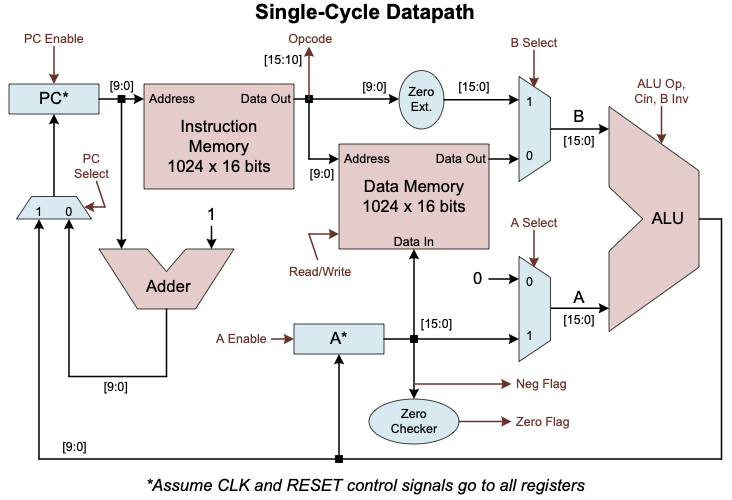 Single-Cycle Datapath
PC Enable
Opcode
[15:10]
B Select
[9:0]
[9:0]
Zero
Ext.
[15:0]
ALU Op,
Cin, B Inv
PC*
Address
Data Out
Instruction
Memory
1024 x 16 bits
1
B
[15:0]
PC
Select
[9:0]
Address
Data Out
0
Data Memory
1024 x 16 bits
1
0
1
ALU
A Select
Data In
Read/Write
Adder
0
0
A
[15:0]
A Enable
A*
[15:0]
1
[9:0]
Neg Flag
Zero
Checker
Zero Flag
[9:0]
*Assume CLK and RESET control signals go to all registers